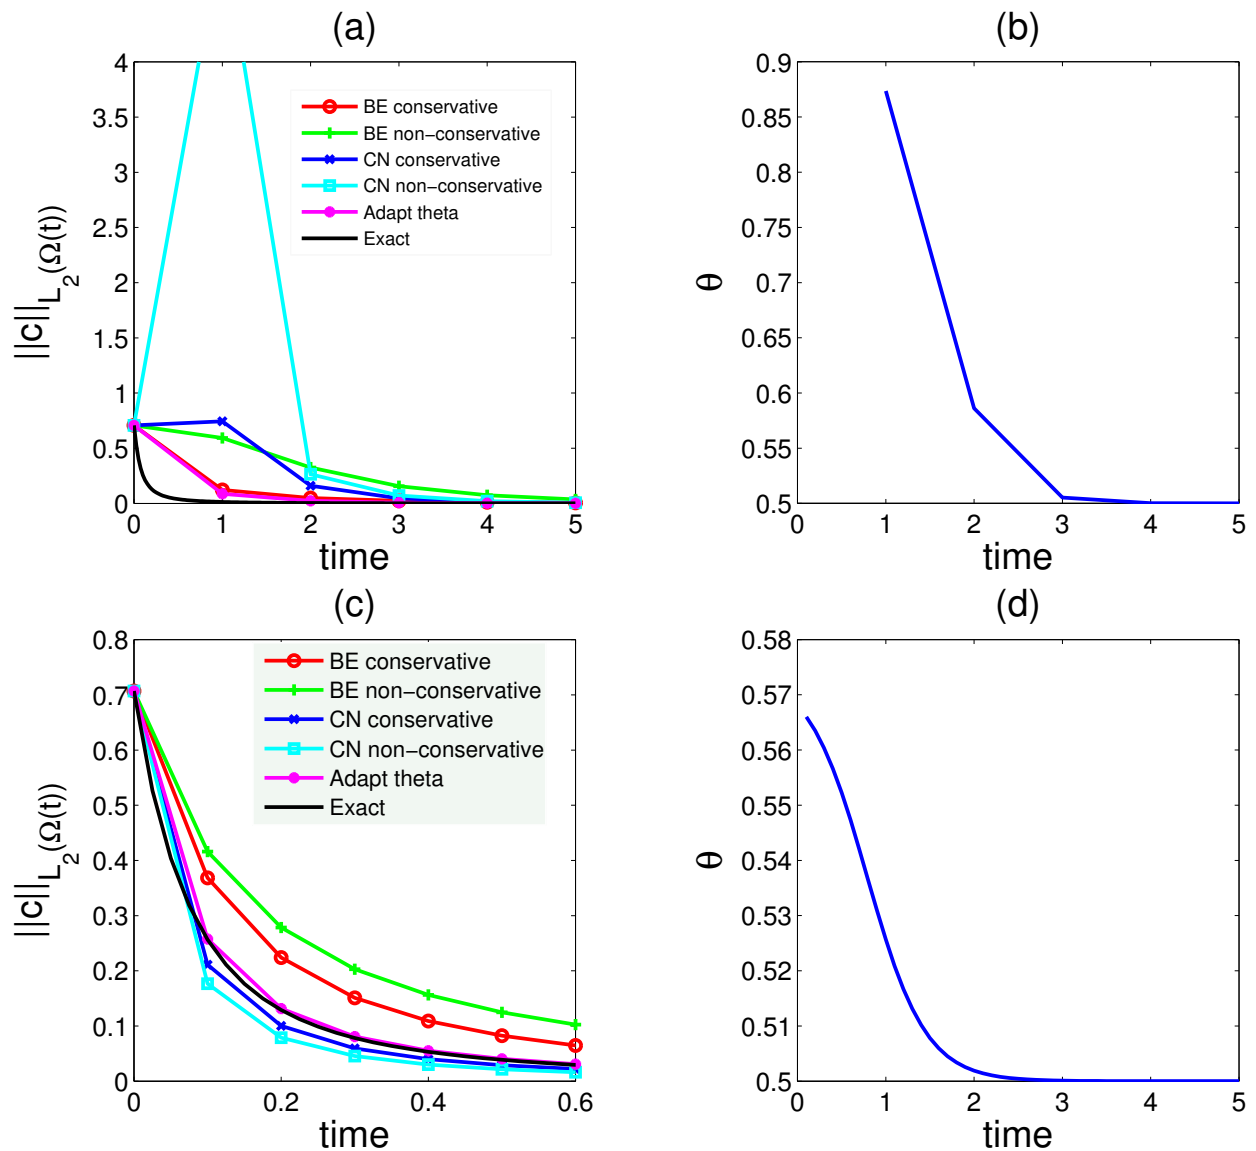 (a)
4
3.5
3
2.5
2
1.5
1
0.5
0
||c||L2(Ω(t))
BE conservative
BE non−conservative
CN conservative
CN non−conservative
Adapt theta
Exact
0 1 2 3 4 5
time
(b)
0.9
0.85
0.8
0.75
0.7
0.65
0.6
0.55
0.5
θ
0 1 2 3 4 5
time
(c)
0.8
0.7
0.6
0.5
0.4
0.3
0.2
0.1
0
||c||L2(Ω(t))
BE conservative
BE non−conservative
CN conservative
CN non−conservative
Adapt theta
Exact
0 0.2 0.4 0.6
time
(d)
0.58
0.57
0.56
0.55
0.54
0.53
0.52
0.51
0.5
θ
0 1 2 3 4 5
time